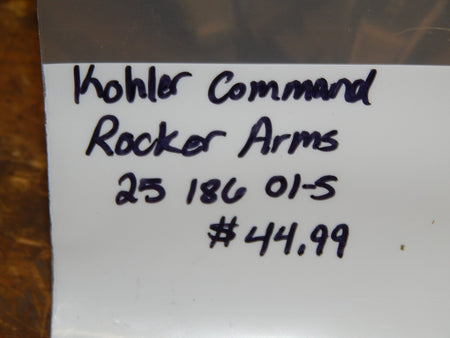 Kohler Command
Rocker Arms
25 186 01-S
$44.99